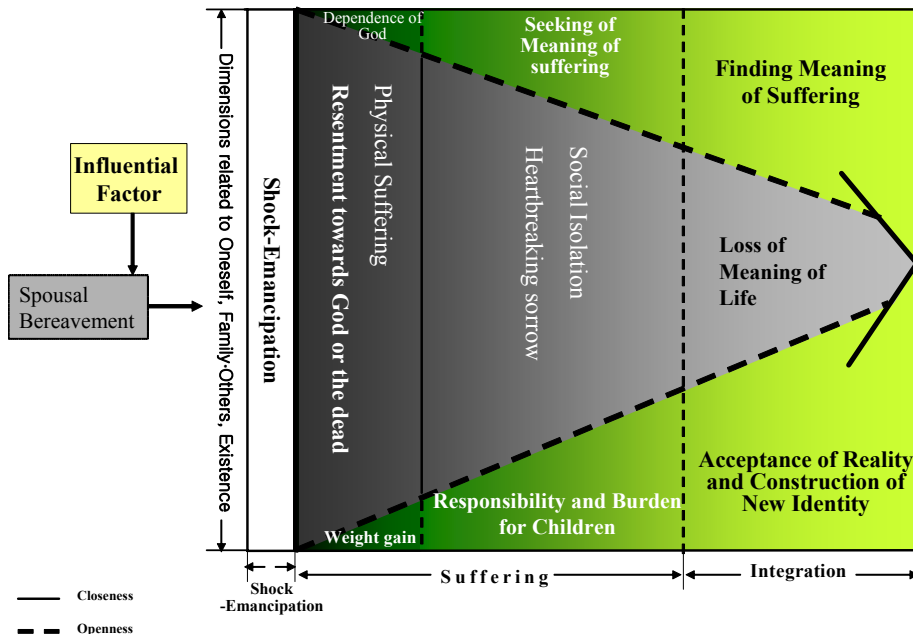 Dependence of
God
Seeking of
Meaning of
suffering
Finding Meaning
of Suffering
Influential
Factor
Spousal
Bereavement
Dimensions related to Oneself, Family·Others, Existence
Shock-Emancipation
Resentment towards God or the dead
Physical Suffering
Heartbreaking sorrow
Social Isolation
Loss of
Meaning of
Life
Acceptance of Reality
and Construction of
New Identity
Responsibility and Burden
for Children
Weight gain
Shock
-Emancipation
Suffering
Integration
Closeness
Openness